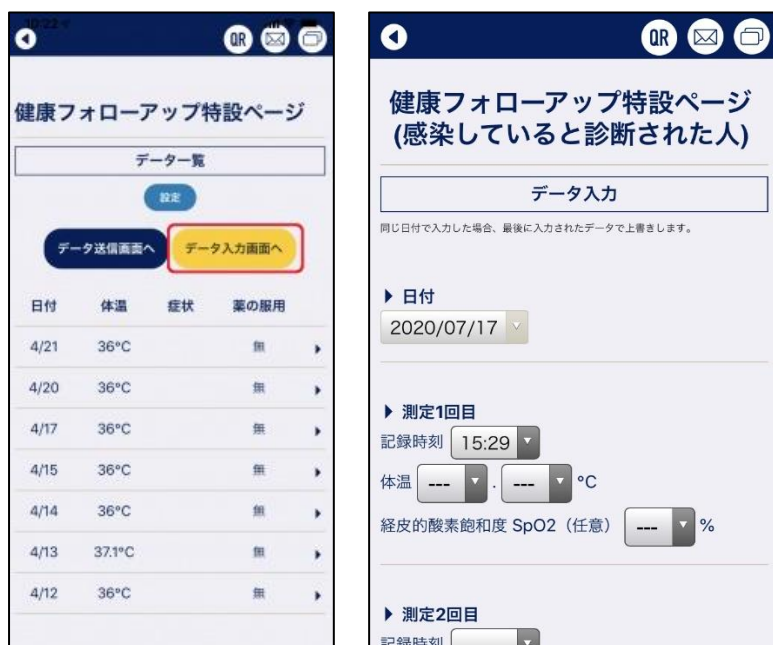 10:22
QR
健康フォローアップ特設ページ
データ一覧
設定
データ送信画面へ データ入力画面へ
日付 体温 症状 薬の服用
4/21 36°C 無
4/20 36°C 無
4/17 36°C 無
4/15 36°C 無
4/14 36°C 無
4/13 37.1°C 無
4/12 36°C 無
QR
健康フォローアップ特設ページ
(感染していると診断された人)
データ入力
同じ日付で入力した場合、最後に入力されたデータで上書きします。
日付
2020/07/17
測定1回目
記録時刻 15:29
体温 --- . --- °C
経皮的酸素飽和度 SpO2（任意） --- %
測定2回目
記録時刻